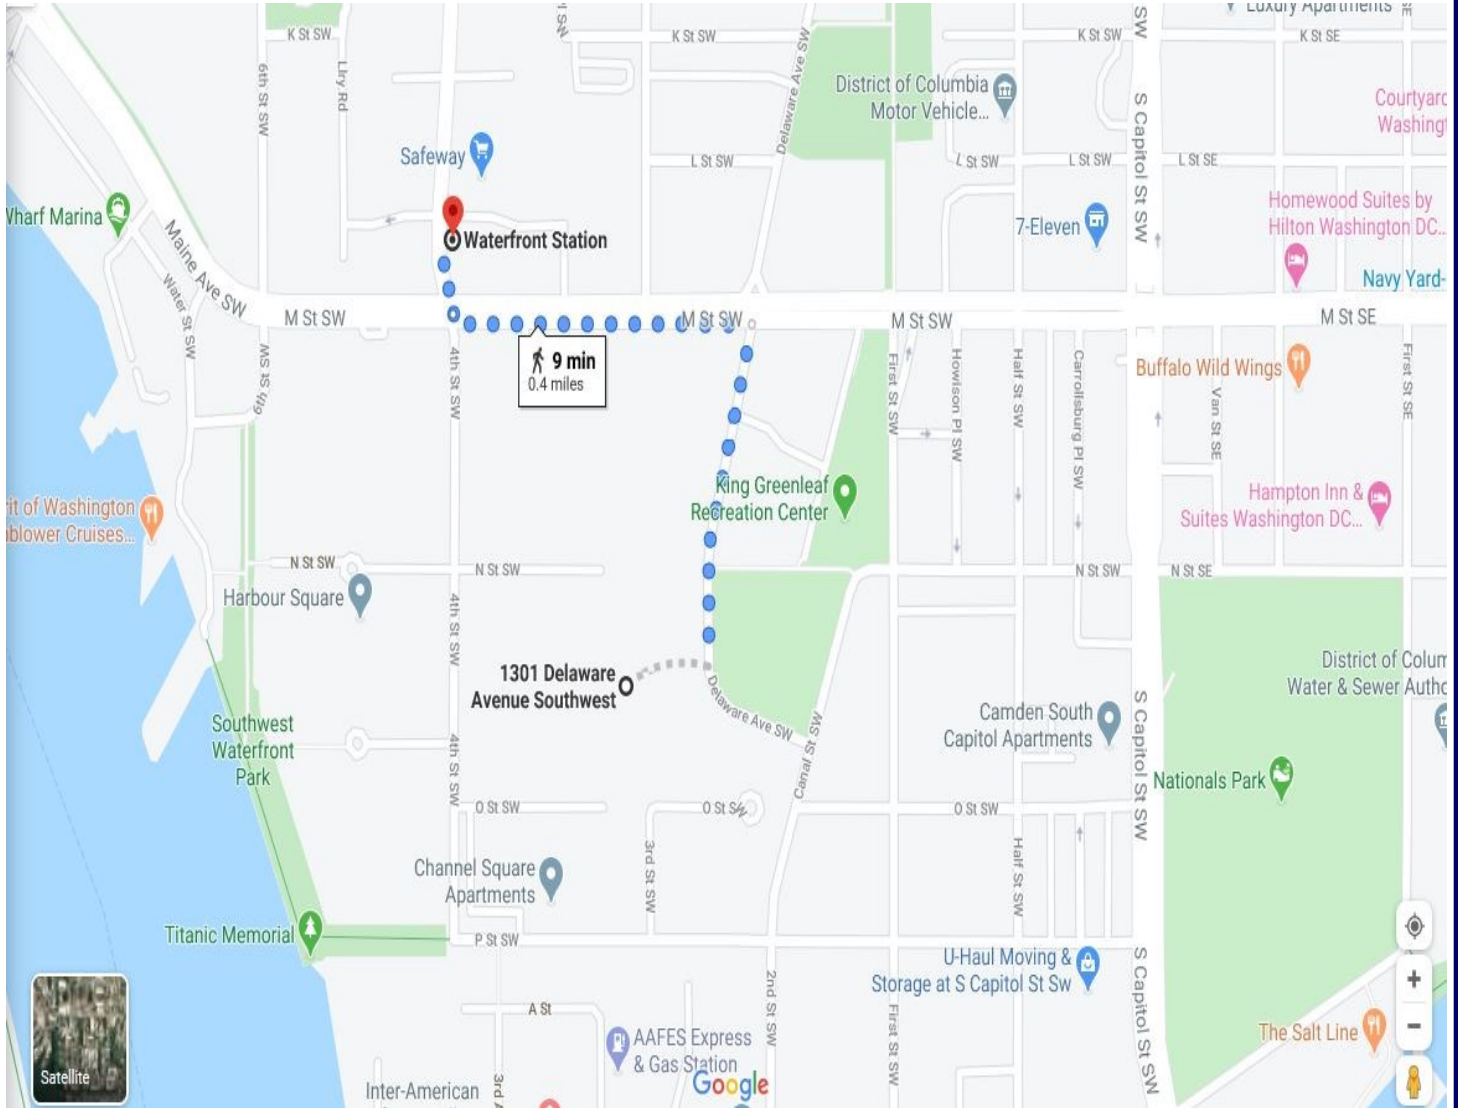 Luxury Apartments
SE
SW
K St SW
K St SW
K St SW
K St SE
6th St SW
Delaware Ave SW
District of Columbia
Motor Vehicle...
S Capitol St SW
Courtyard
Washingt
Safeway
L St SW
L St SW
L St SW
L St SE
Wharf Marina
Maine Ave SW
Waterfront Station
7-Eleven
Homewood Suites by
Hilton Washington DC...
Navy Yard-
Water St SW
M St SW
M St SW
M St SW
M St SE
9 min
0.4 miles
4th St SW
First St SW
Howison Pl SW
Half St SW
Carrollsburg Pl SW
Buffalo Wild Wings
Van St SE
First St SE
King Greenleaf
Recreation Center
Hampton Inn &
Suites Washington DC...
rit of Washington
nblower Cruises...
N St SW
N St SW
N St SW
N St SE
Harbour Square
4th St SW
1301 Delaware
Avenue Southwest
Delaware Ave SW
Canal St SW
District of Colum
Water & Sewer Autho
Camden South
Capitol Apartments
S Capitol St SW
Southwest
Waterfront
Park
4th St SW
Nationals Park
O St SW
O St SW
O St SW
3rd St SW
Half St SW
Channel Square
Apartments
Titanic Memorial
P St SW
U-Haul Moving &
Storage at S Capitol St Sw
S Capitol St SW
2nd St SW
First St SW
A St
AAFES Express
& Gas Station
The Salt Line
Satellite
Inter-American
3rd A
Google